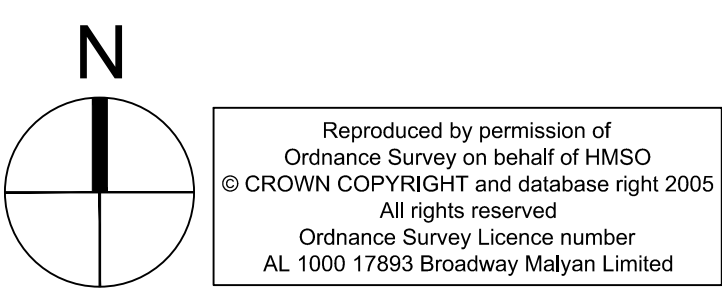 N
Reproduced by permission of
Ordnance Survey on behalf of HMSO
© CROWN COPYRIGHT and database right 2005
All rights reserved
Ordnance Survey Licence number
AL 1000 17893 Broadway Malyan Limited